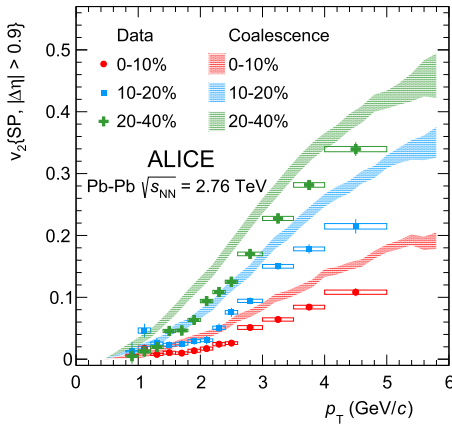 v₂{SP, |Δη| > 0.9}
0.5
0.4
0.3
0.2
0.1
0
Data Coalescence
0-10% 0-10%
10-20% 10-20%
20-40% 20-40%
ALICE
Pb-Pb √sNN = 2.76 TeV
0 1 2 3 4 5 6
pT (GeV/c)